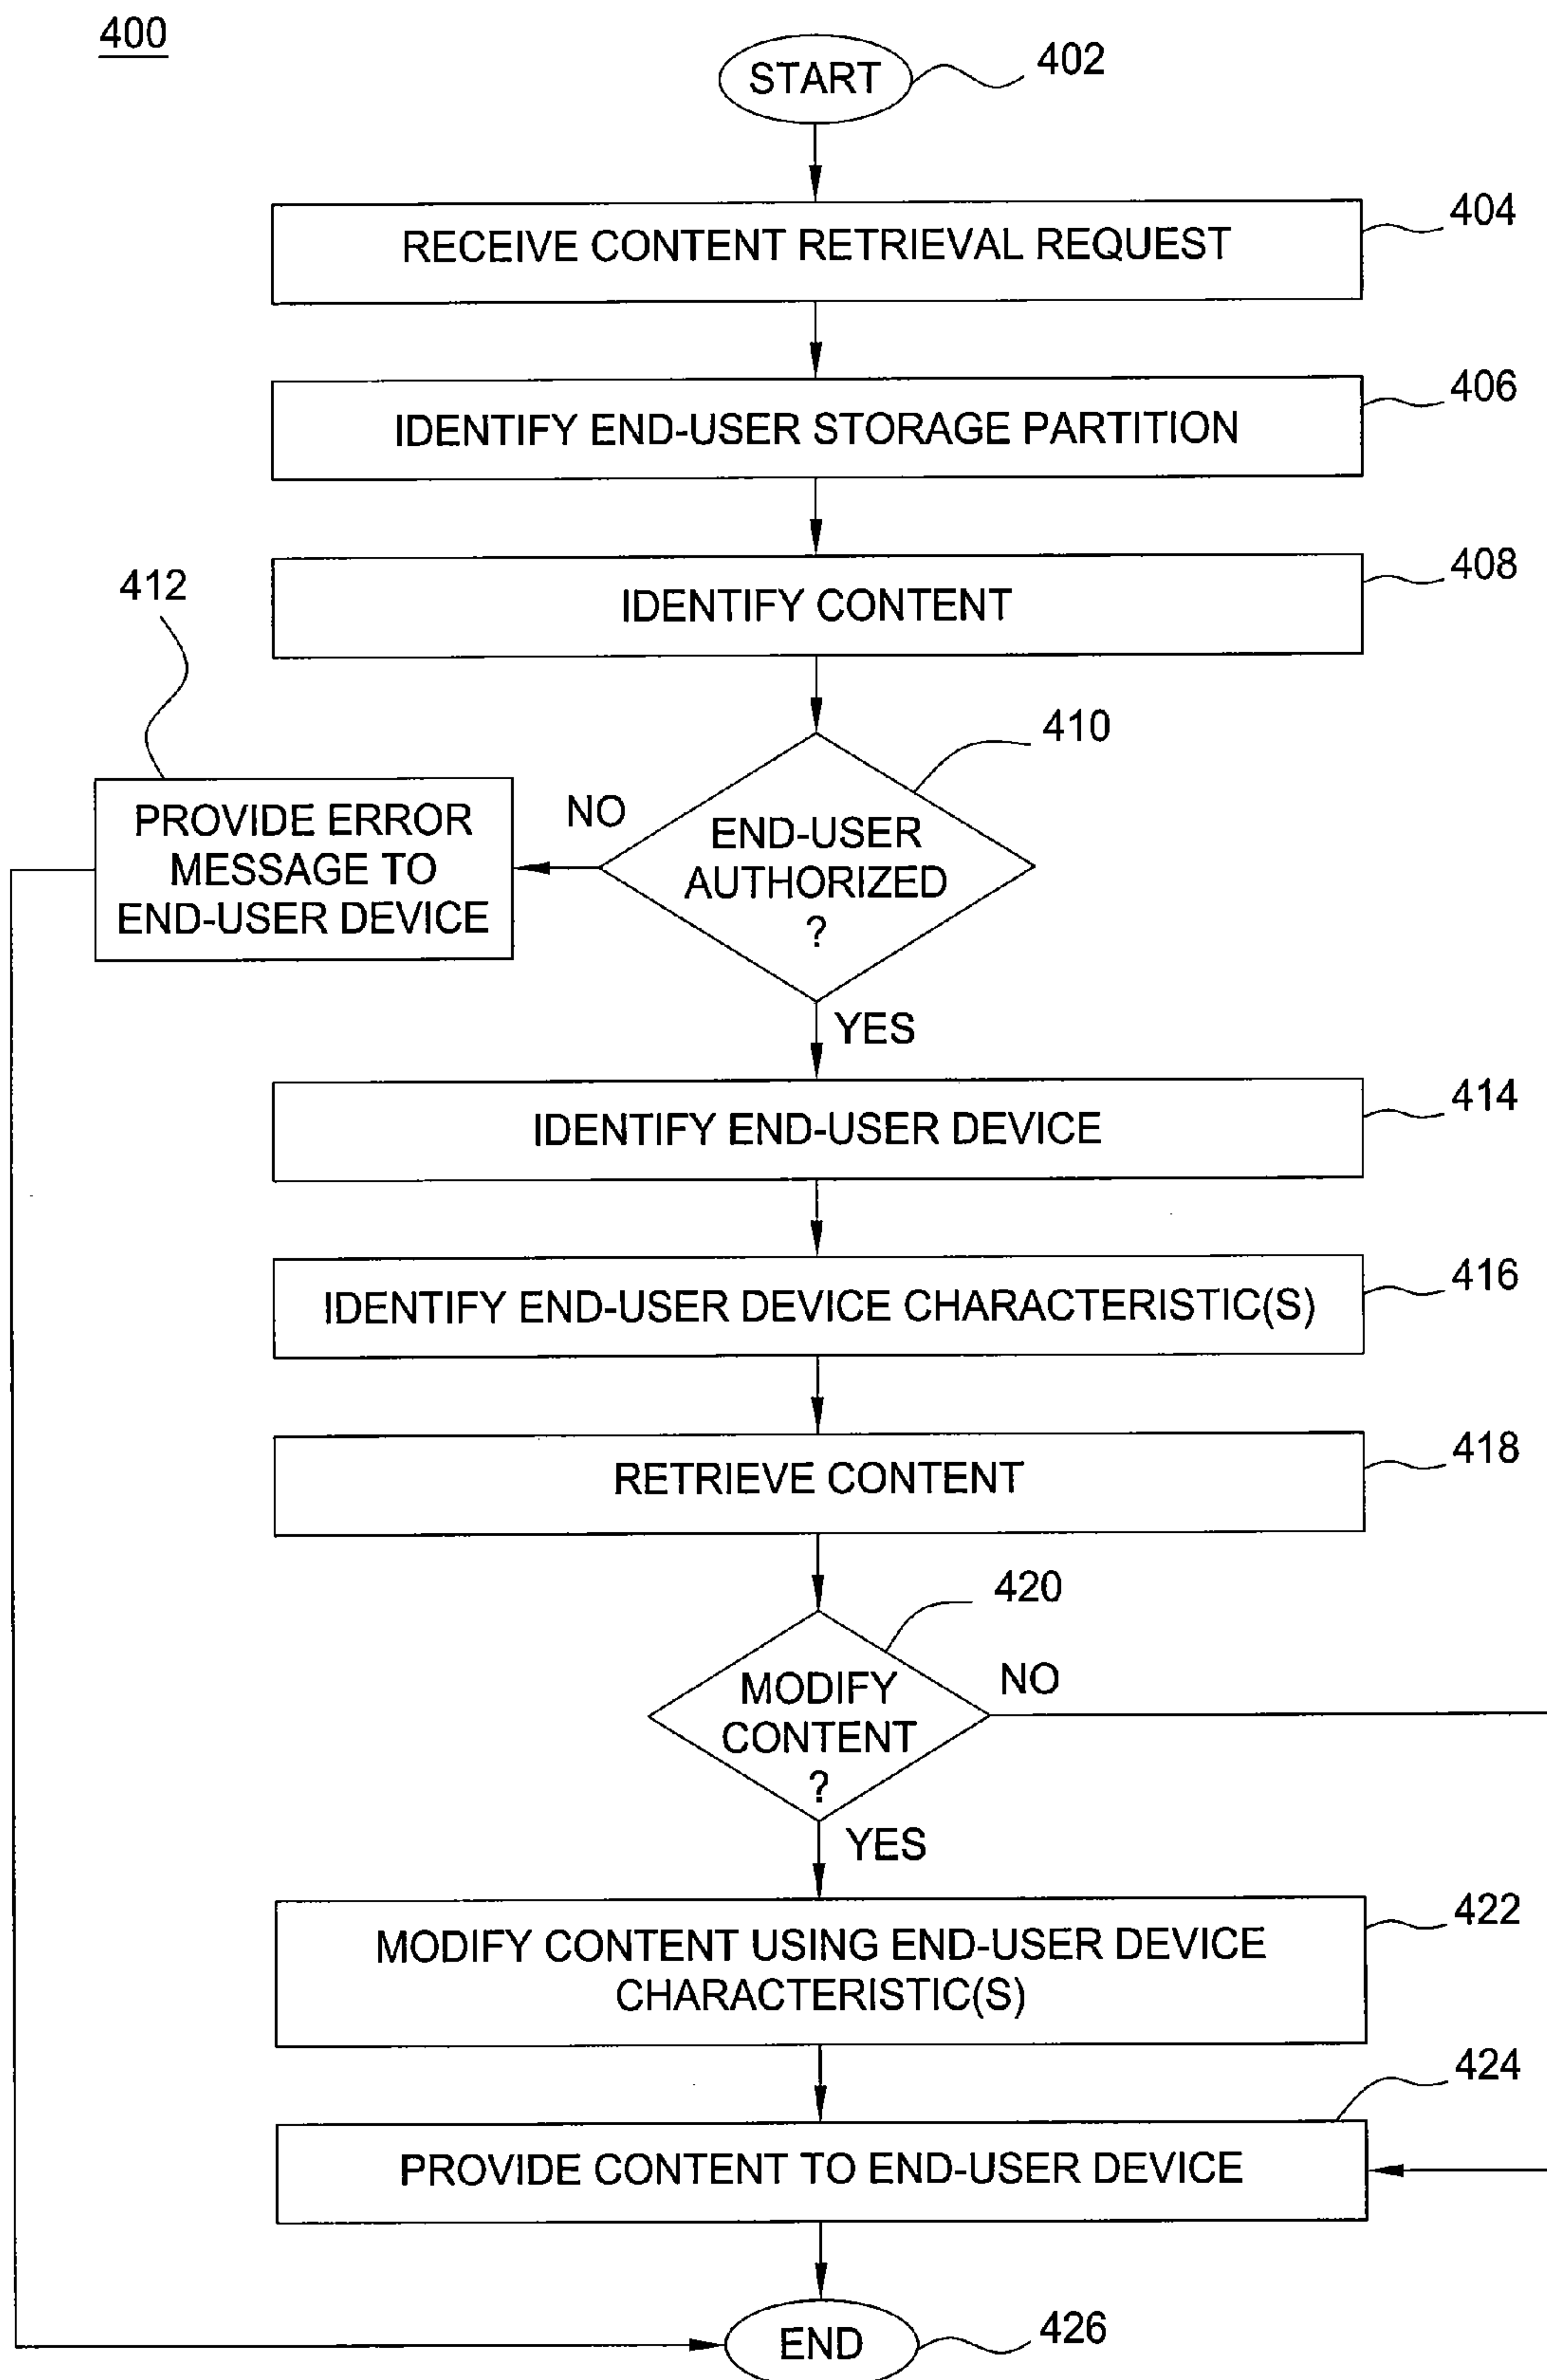 400
START
402
RECEIVE CONTENT RETRIEVAL REQUEST
404
IDENTIFY END-USER STORAGE PARTITION
406
IDENTIFY CONTENT
408
412
410
PROVIDE ERROR
MESSAGE TO
END-USER DEVICE
NO
END-USER
AUTHORIZED
?
YES
IDENTIFY END-USER DEVICE
414
IDENTIFY END-USER DEVICE CHARACTERISTIC(S)
416
RETRIEVE CONTENT
418
420
MODIFY
CONTENT
?
NO
YES
MODIFY CONTENT USING END-USER DEVICE
CHARACTERISTIC(S)
422
424
PROVIDE CONTENT TO END-USER DEVICE
END
426